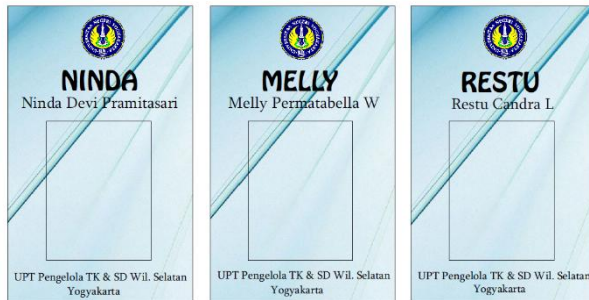 NINDA
Ninda Devi Pramitasari
UPT Pengelola TK & SD Wil. Selatan
Yogyakarta
MELLY
Melly Permatabella W
UPT Pengelola TK & SD Wil. Selatan
Yogyakarta
RESTU
Restu Candra L
UPT Pengelola TK & SD Wil. Selatan
Yogyakarta